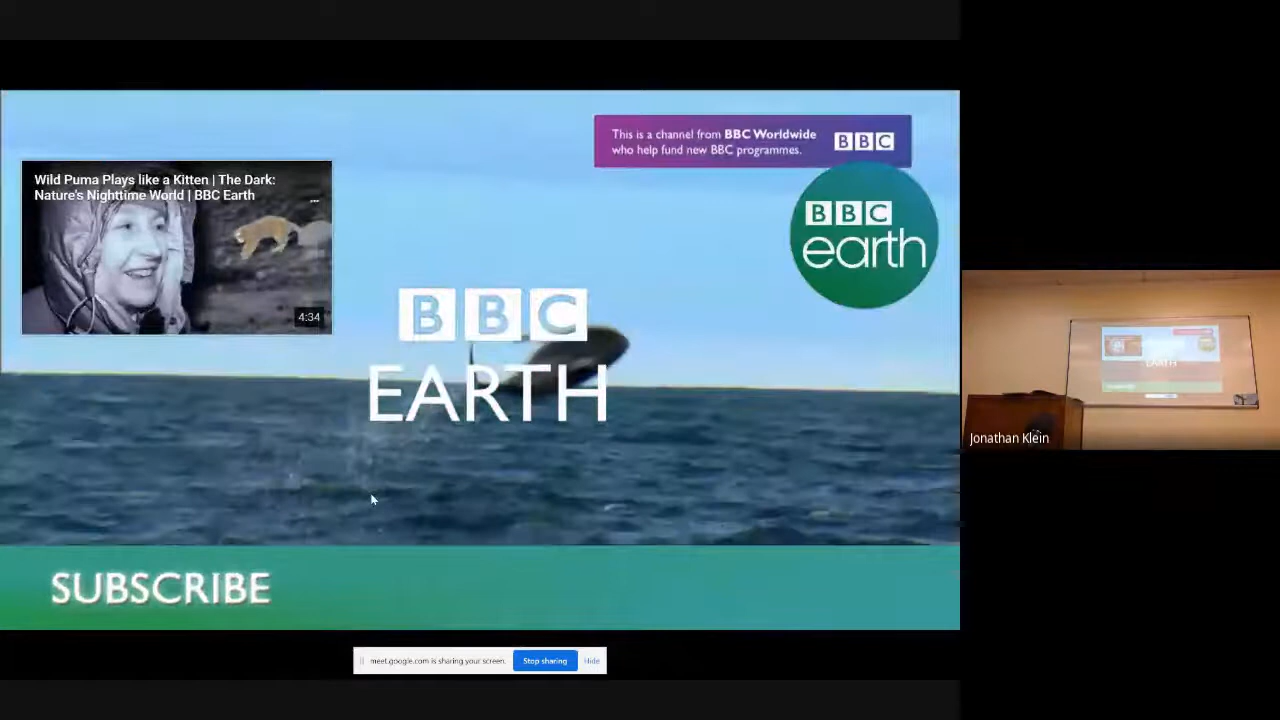 This is a channel from BBC Worldwide
who help fund new BBC programmes.
BBC
Wild Puma Plays like a Kitten | The Dark:
Nature's Nighttime World | BBC Earth
4:34
BBC
earth
BBC
EARTH
SUBSCRIBE
meet.google.com is sharing your screen.
Stop sharing
Hide
EARTH
Jonathan Klein